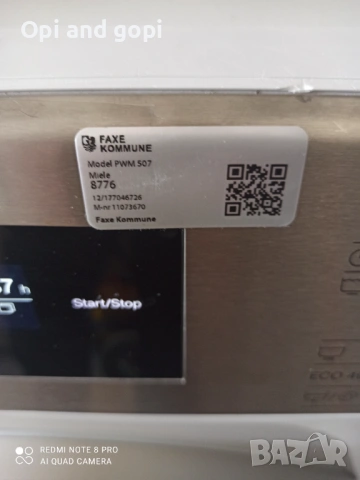 Opi and gopi
FAXE
KOMMUNE
Model PWM 507
Miele
8776
12/177046726
M-nr 11073670
Faxe Kommune
h
Start/Stop
ECO
REDMI NOTE 8 PRO
AI QUAD CAMERA
BAZAR